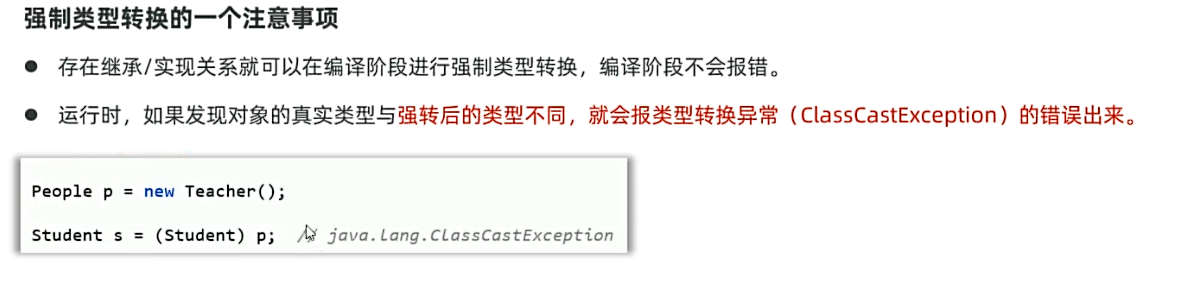 强制类型转换的一个注意事项
● 存在继承/实现关系就可以在编译阶段进行强制类型转换，编译阶段不会报错。
● 运行时，如果发现对象的真实类型与强转后的类型不同，就会报类型转换异常（ClassCastException）的错误出来。
People p = new Teacher();
Student s = (Student) p; // java.lang.ClassCastException